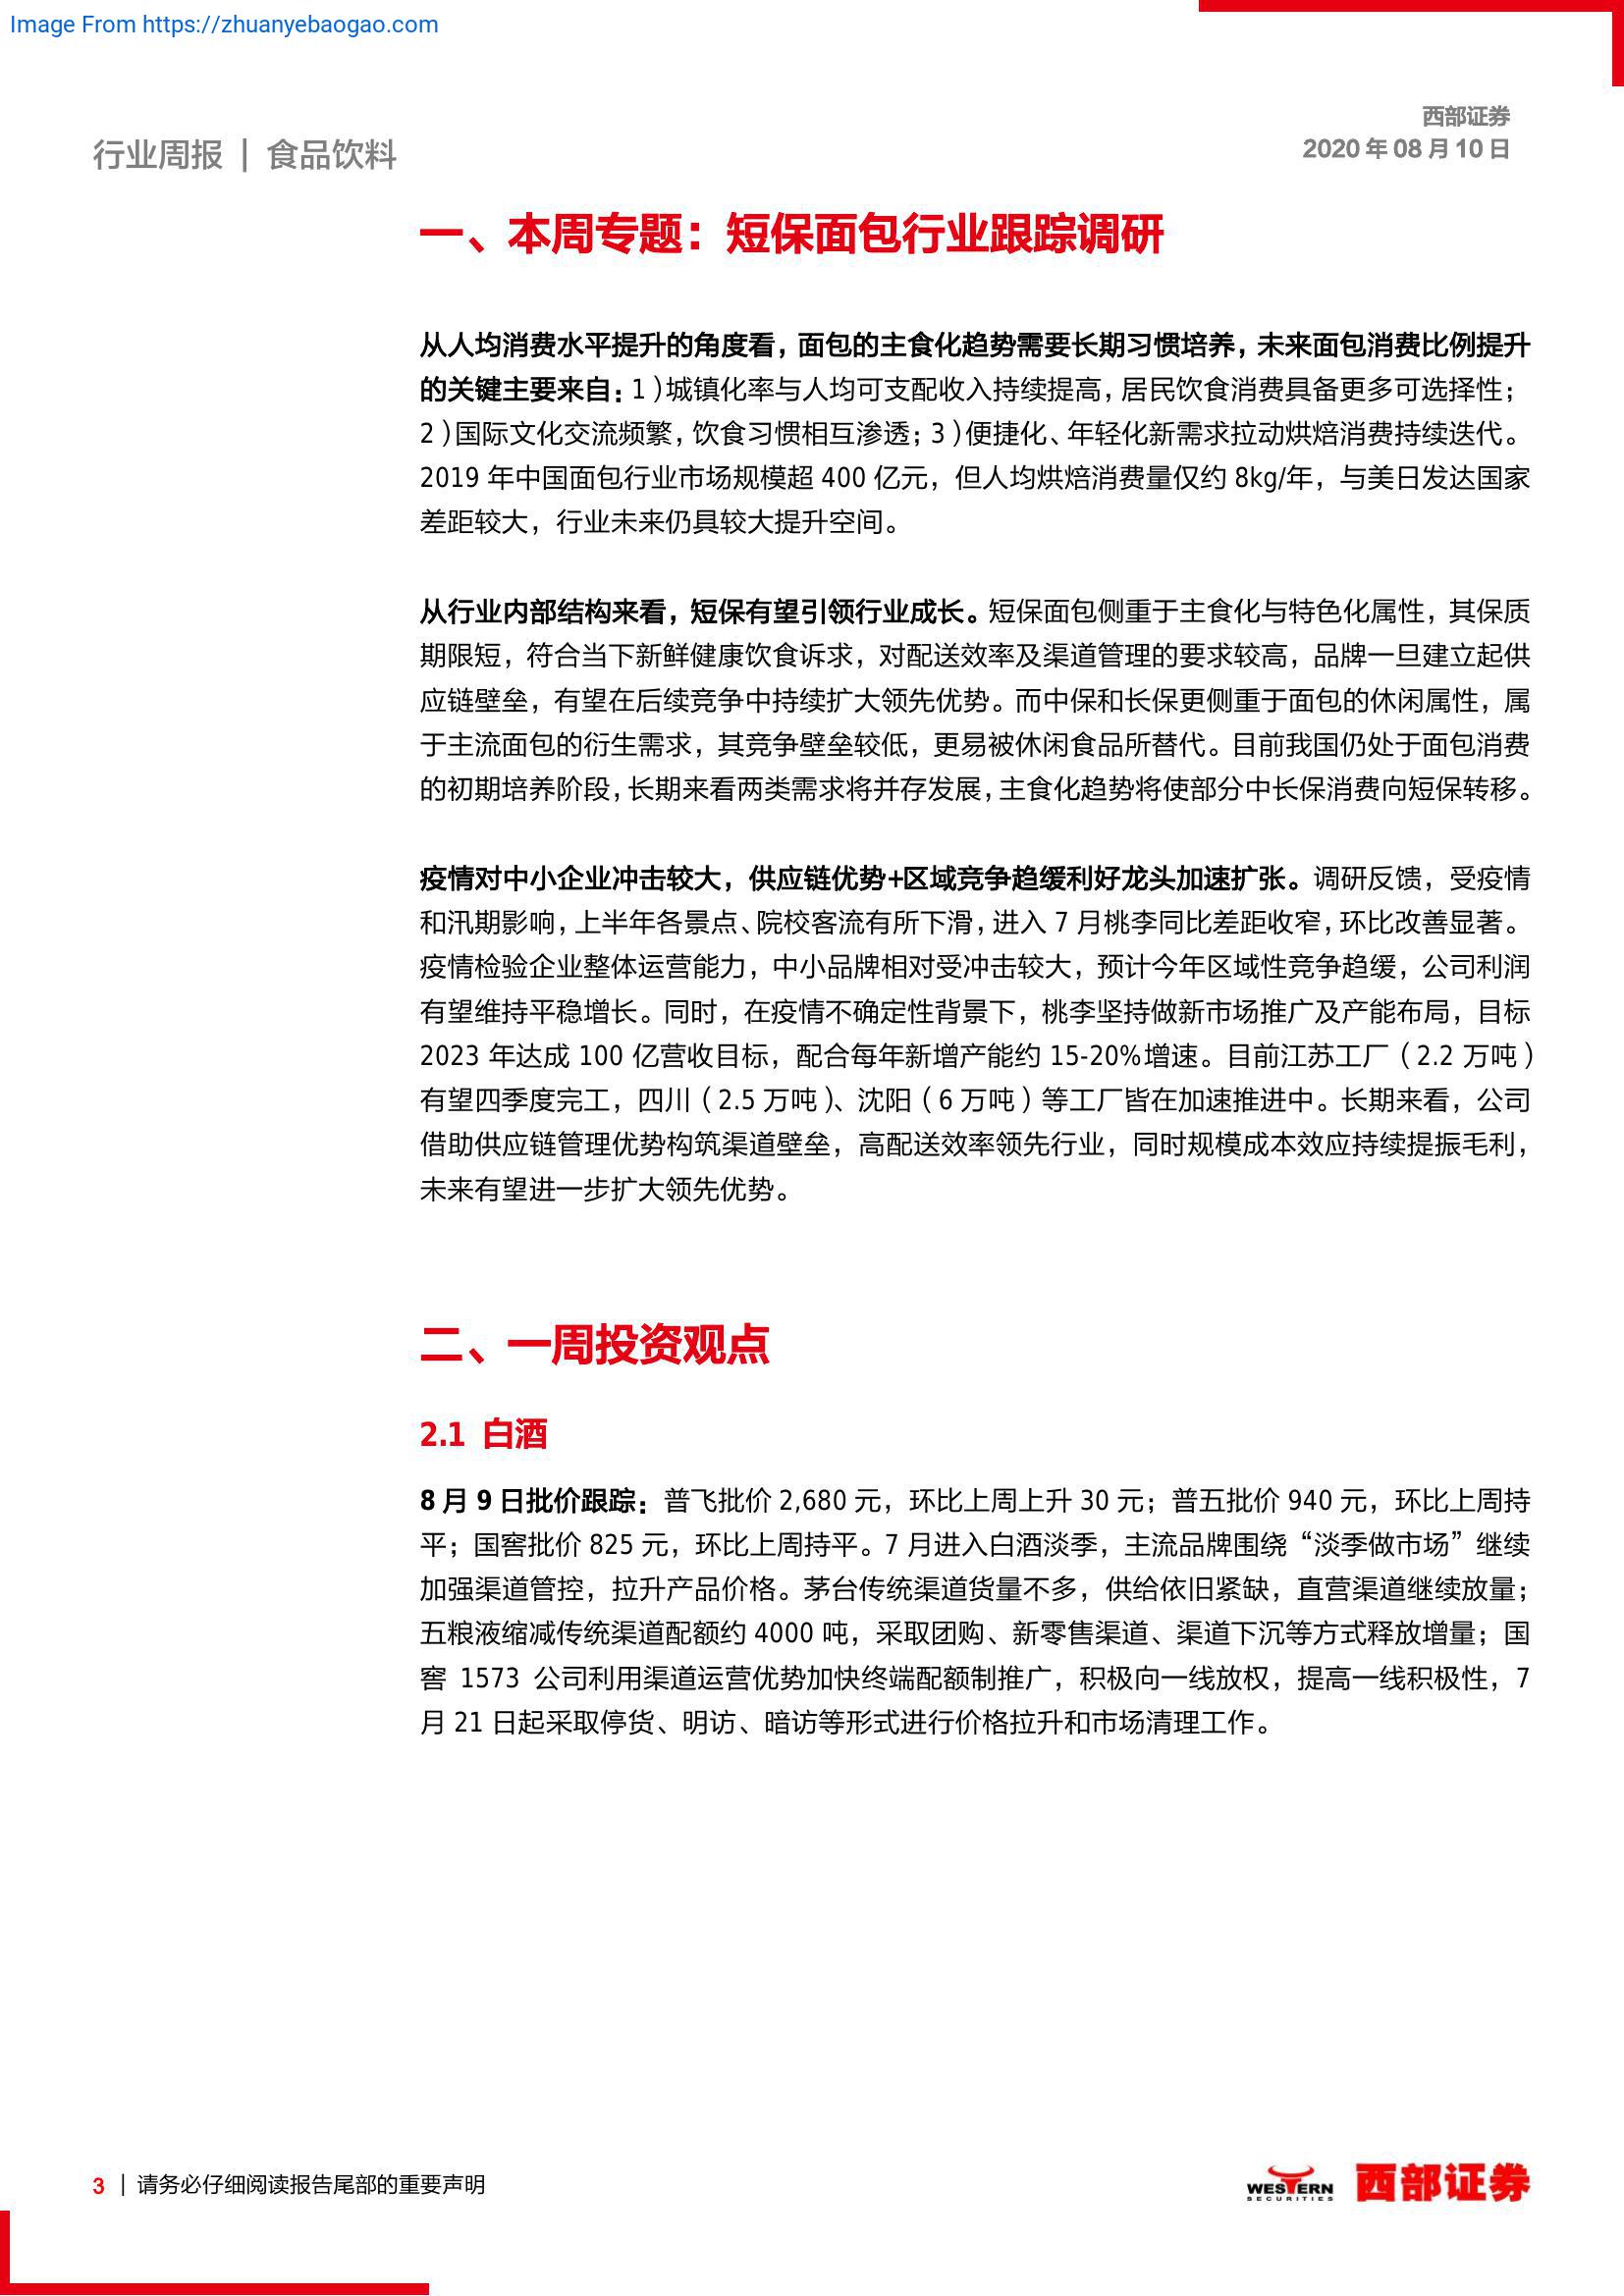 Image From https://zhuanyebaogao.com
西部证券
行业周报 | 食品饮料
2020 年 08 月 10 日
一、本周专题：短保面包行业跟踪调研
从人均消费水平提升的角度看，面包的主食化趋势需要长期习惯培养，未来面包消费比例提升
的关键主要来自：1）城镇化率与人均可支配收入持续提高，居民饮食消费具备更多可选择性；
2）国际文化交流频繁，饮食习惯相互渗透；3）便捷化、年轻化新需求拉动烘焙消费持续迭代。
2019 年中国面包行业市场规模超 400 亿元，但人均烘焙消费量仅约 8kg/年，与美日发达国家
差距较大，行业未来仍具较大提升空间。
从行业内部结构来看，短保有望引领行业成长。短保面包侧重于主食化与特色化属性，其保质
期限短，符合当下新鲜健康饮食诉求，对配送效率及渠道管理的要求较高，品牌一旦建立起供
应链壁垒，有望在后续竞争中持续扩大领先优势。而中保和长保更侧重于面包的休闲属性，属
于主流面包的衍生需求，其竞争壁垒较低，更易被休闲食品所替代。目前我国仍处于面包消费
的初期培养阶段，长期来看两类需求将并存发展，主食化趋势将使部分中长保消费向短保转移。
疫情对中小企业冲击较大，供应链优势+区域竞争趋缓利好龙头加速扩张。调研反馈，受疫情
和汛期影响，上半年各景点、院校客流有所下滑，进入 7 月桃李同比差距收窄，环比改善显著。
疫情检验企业整体运营能力，中小品牌相对受冲击较大，预计今年区域性竞争趋缓，公司利润
有望维持平稳增长。同时，在疫情不确定性背景下，桃李坚持做新市场推广及产能布局，目标
2023 年达成 100 亿营收目标，配合每年新增产能约 15-20%增速。目前江苏工厂（2.2 万吨）
有望四季度完工，四川（2.5 万吨）、沈阳（6 万吨）等工厂皆在加速推进中。长期来看，公司
借助供应链管理优势构筑渠道壁垒，高配送效率领先行业，同时规模成本效应持续提振毛利，
未来有望进一步扩大领先优势。
二、一周投资观点
2.1 白酒
8 月 9 日批价跟踪：普飞批价 2,680 元，环比上周上升 30 元；普五批价 940 元，环比上周持
平；国窖批价 825 元，环比上周持平。7 月进入白酒淡季，主流品牌围绕“淡季做市场”继续
加强渠道管控，拉升产品价格。茅台传统渠道货量不多，供给依旧紧缺，直营渠道继续放量；
五粮液缩减传统渠道配额约 4000 吨，采取团购、新零售渠道、渠道下沉等方式释放增量；国
窖 1573 公司利用渠道运营优势加快终端配额制推广，积极向一线放权，提高一线积极性，7
月 21 日起采取停货、明访、暗访等形式进行价格拉升和市场清理工作。
3 | 请务必仔细阅读报告尾部的重要声明
WESTERN
SECURITIES
西部证券